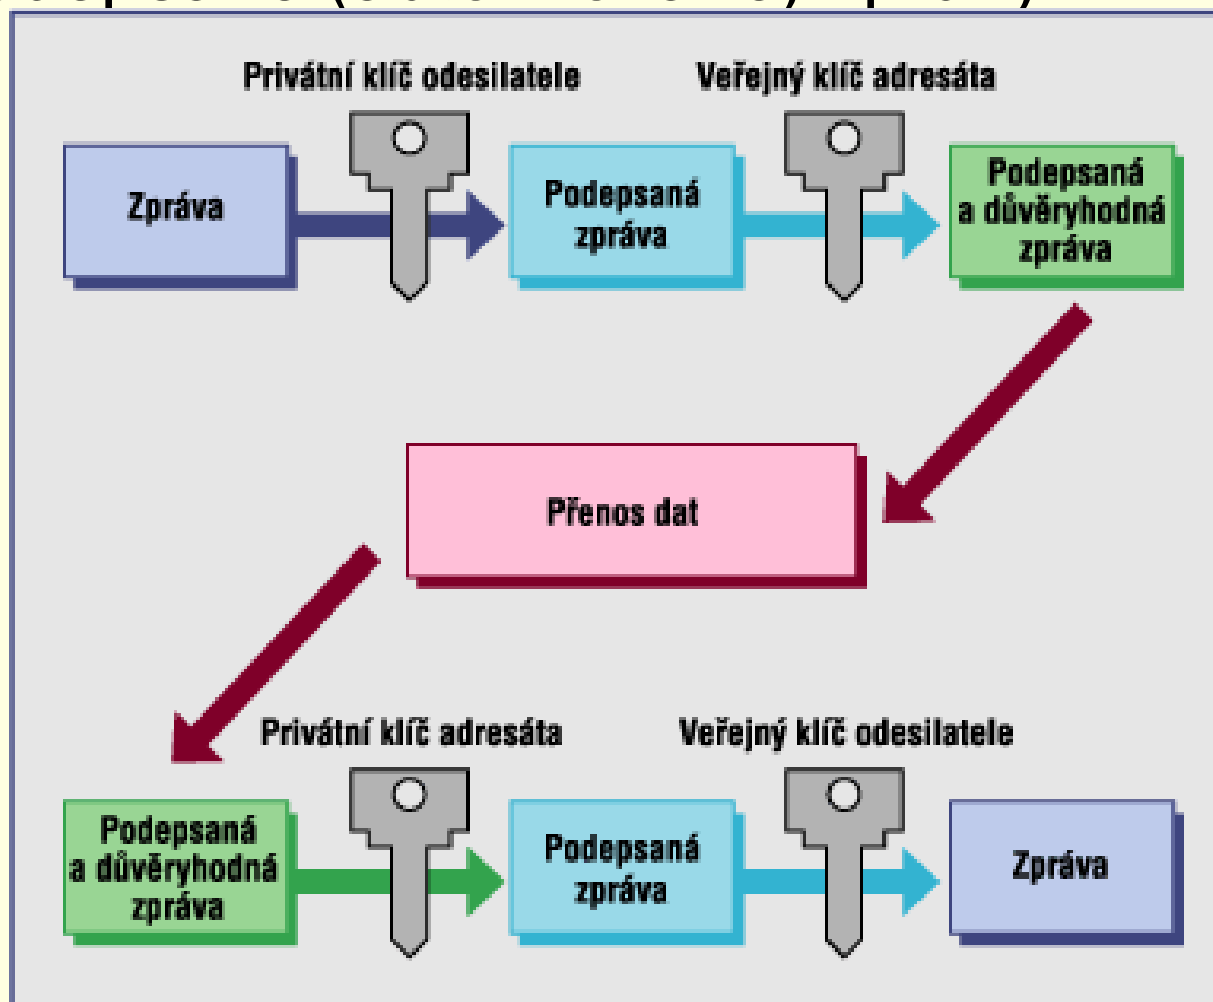 Privátní klíč odesilatele
Veřejný klíč adresáta
Zpráva
Podepsaná
zpráva
Podepsaná
a důvěryhodná
zpráva
Přenos dat
Privátní klíč adresáta
Veřejný klíč odesilatele
Podepsaná
a důvěryhodná
zpráva
Podepsaná
zpráva
Zpráva